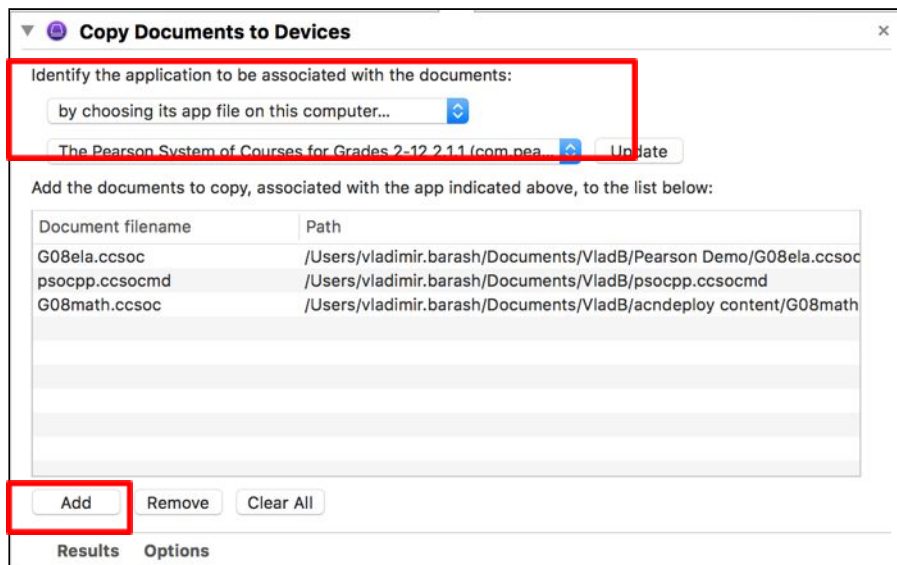 Copy Documents to Devices
Identify the application to be associated with the documents:
by choosing its app file on this computer...
The Pearson System of Courses for Grades 2-12 2.1.1 (com.pea... Update
Add the documents to copy, associated with the app indicated above, to the list below:
Document filename Path
G08ela.ccsoc /Users/vladimir.barash/Documents/VladB/Pearson Demo/G08ela.ccsoc
psocpp.ccsocmd /Users/vladimir.barash/Documents/VladB/psocpp.ccsocmd
G08math.ccsoc /Users/vladimir.barash/Documents/VladB/acndeploy content/G08math
Add Remove Clear All
Results Options